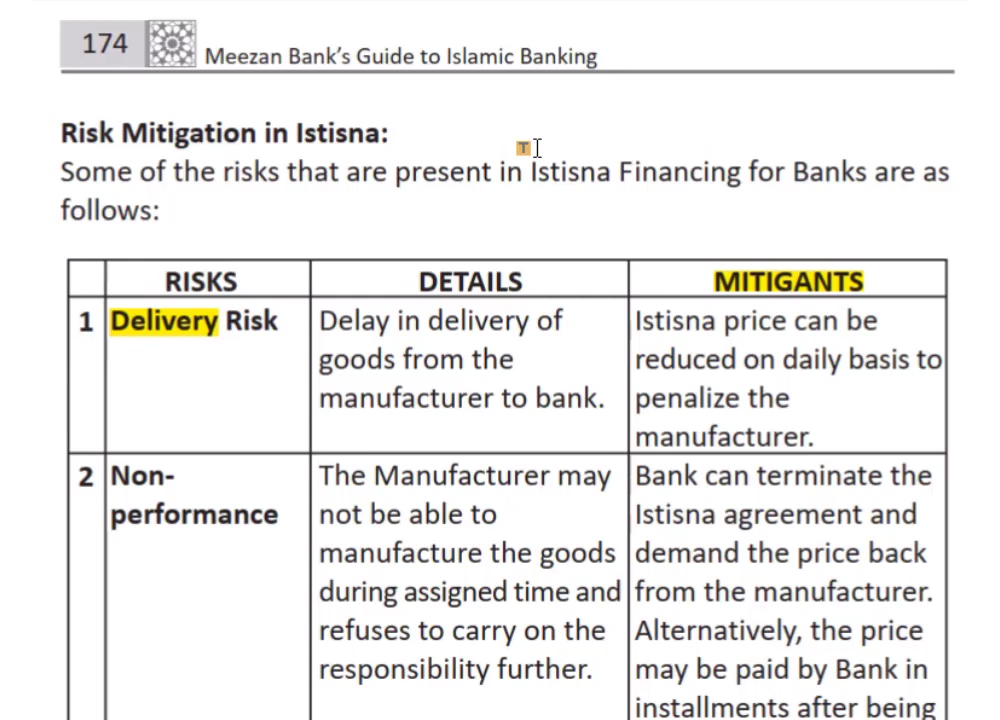 174
Meezan Bank's Guide to Islamic Banking
Risk Mitigation in Istisna:
T
Some of the risks that are present in Istisna Financing for Banks are as
follows:
RISKS DETAILS MITIGANTS
1 Delivery Risk
Delay in delivery of
goods from the
manufacturer to bank.
Istisna price can be
reduced on daily basis to
penalize the
manufacturer.
2 Non-
performance
The Manufacturer may
not be able to
manufacture the goods
during assigned time and
refuses to carry on the
responsibility further.
Bank can terminate the
Istisna agreement and
demand the price back
from the manufacturer.
Alternatively, the price
may be paid by Bank in
installments after being